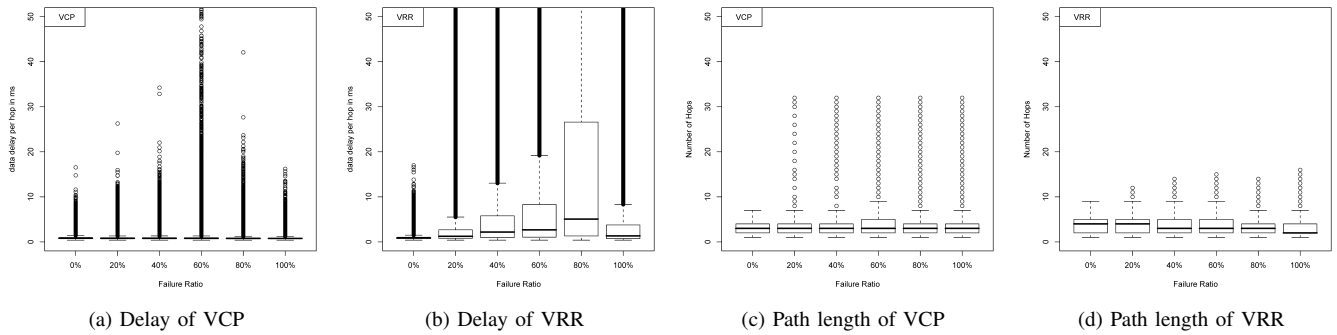 VCP
data delay per hop in ms
50
40
30
20
10
0
0% 20% 40% 60% 80% 100%
Failure Ratio
(a) Delay of VCP
VRR
data delay per hop in ms
50
40
30
20
10
0
0% 20% 40% 60% 80% 100%
Failure Ratio
(b) Delay of VRR
VCP
Number of Hops
50
40
30
20
10
0
0% 20% 40% 60% 80% 100%
Failure Ratio
(c) Path length of VCP
VRR
Number of Hops
50
40
30
20
10
0
0% 20% 40% 60% 80% 100%
Failure Ratio
(d) Path length of VRR